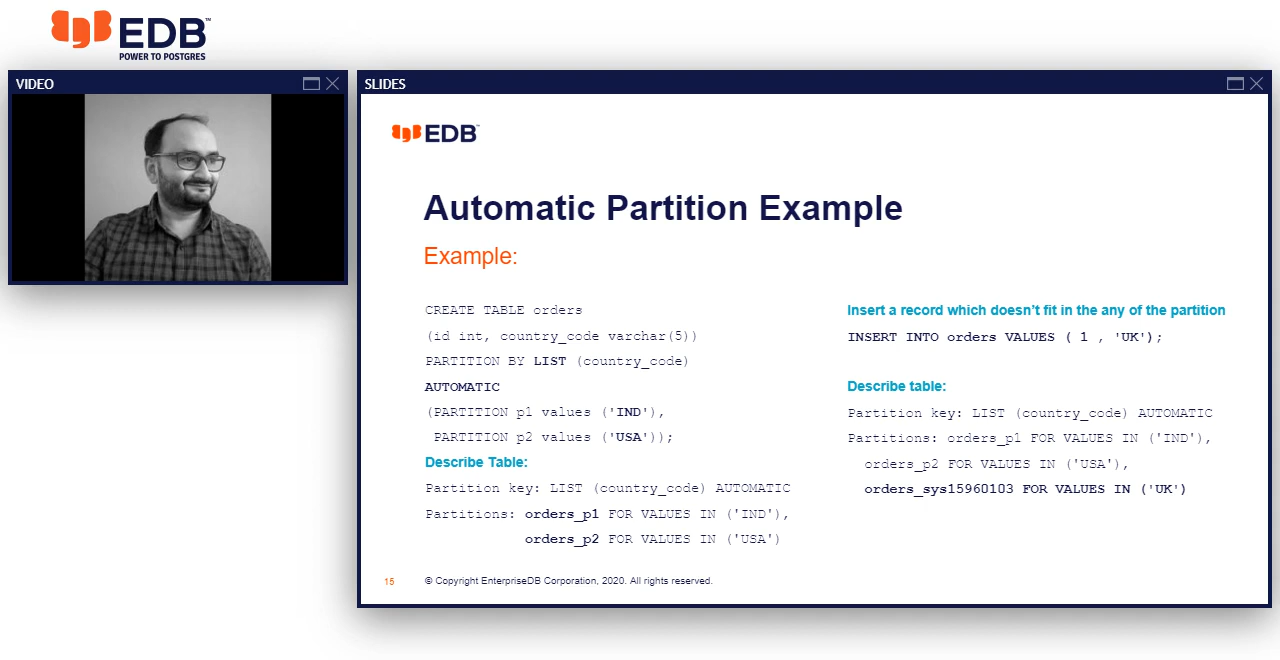 EDB™
POWER TO POSTGRES
VIDEO
SLIDES
EDB™
Automatic Partition Example
Example:
CREATE TABLE orders
(id int, country_code varchar(5))
PARTITION BY LIST (country_code)
AUTOMATIC
(PARTITION p1 values ('IND'),
PARTITION p2 values ('USA'));
Describe Table:
Partition key: LIST (country_code) AUTOMATIC
Partitions: orders_p1 FOR VALUES IN ('IND'),
orders_p2 FOR VALUES IN ('USA')
Insert a record which doesn’t fit in the any of the partition
INSERT INTO orders VALUES ( 1 , 'UK');
Describe table:
Partition key: LIST (country_code) AUTOMATIC
Partitions: orders_p1 FOR VALUES IN ('IND'),
orders_p2 FOR VALUES IN ('USA'),
orders_sys15960103 FOR VALUES IN ('UK')
15
© Copyright EnterpriseDB Corporation, 2020. All rights reserved.